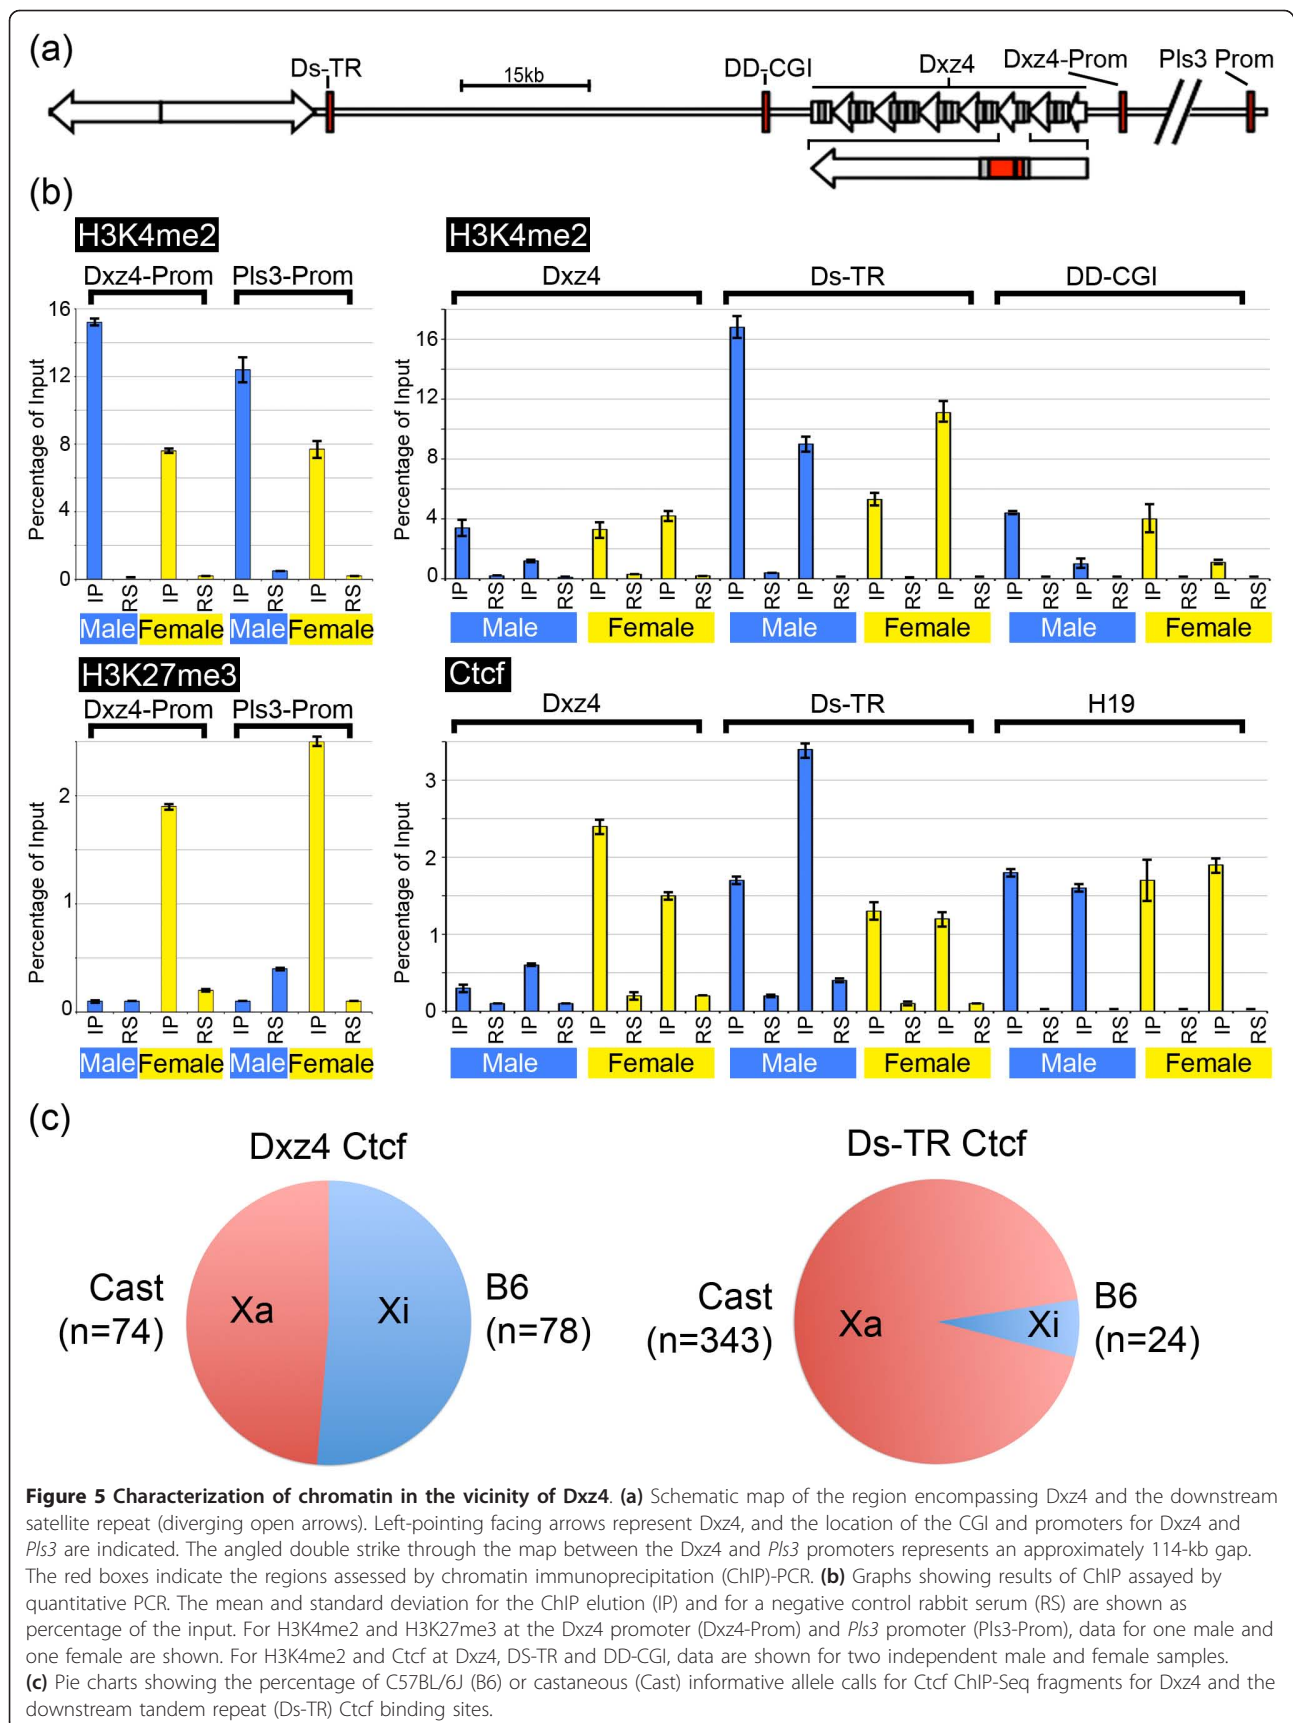 (a)
Ds-TR
15kb
DD-CGI
Dxz4
Dxz4-Prom
Pls3 Prom
(b)
H3K4me2
Dxz4-Prom Pls3-Prom
Percentage of Input
16
12
8
4
0
IP RS IP RS IP RS IP RS
Male Female Male Female
H3K4me2
Dxz4 Ds-TR DD-CGI
Percentage of Input
16
12
8
4
0
IP RS IP RS IP RS IP RS IP RS IP RS IP RS IP RS IP RS IP RS IP RS IP RS
Male Female Male Female Male Female
H3K27me3
Dxz4-Prom Pls3-Prom
Percentage of Input
2
1
0
IP RS IP RS IP RS IP RS
Male Female Male Female
Ctcf
Dxz4 Ds-TR H19
Percentage of Input
3
2
1
0
IP RS IP RS IP RS IP RS IP RS IP RS IP RS IP RS IP RS IP RS IP RS IP RS
Male Female Male Female Male Female
(c)
Dxz4 Ctcf
Cast
(n=74)
Xa
Xi
B6
(n=78)
Ds-TR Ctcf
Cast
(n=343)
Xa
Xi
B6
(n=24)
Figure 5 Characterization of chromatin in the vicinity of Dxz4. (a) Schematic map of the region encompassing Dxz4 and the downstream
satellite repeat (diverging open arrows). Left-pointing facing arrows represent Dxz4, and the location of the CGI and promoters for Dxz4 and
Pls3 are indicated. The angled double strike through the map between the Dxz4 and Pls3 promoters represents an approximately 114-kb gap.
The red boxes indicate the regions assessed by chromatin immunoprecipitation (ChIP)-PCR. (b) Graphs showing results of ChIP assayed by
quantitative PCR. The mean and standard deviation for the ChIP elution (IP) and for a negative control rabbit serum (RS) are shown as
percentage of the input. For H3K4me2 and H3K27me3 at the Dxz4 promoter (Dxz4-Prom) and Pls3 promoter (Pls3-Prom), data for one male and
one female are shown. For H3K4me2 and Ctcf at Dxz4, DS-TR and DD-CGI, data are shown for two independent male and female samples.
(c) Pie charts showing the percentage of C57BL/6J (B6) or castaneous (Cast) informative allele calls for Ctcf ChIP-Seq fragments for Dxz4 and the
downstream tandem repeat (Ds-TR) Ctcf binding sites.